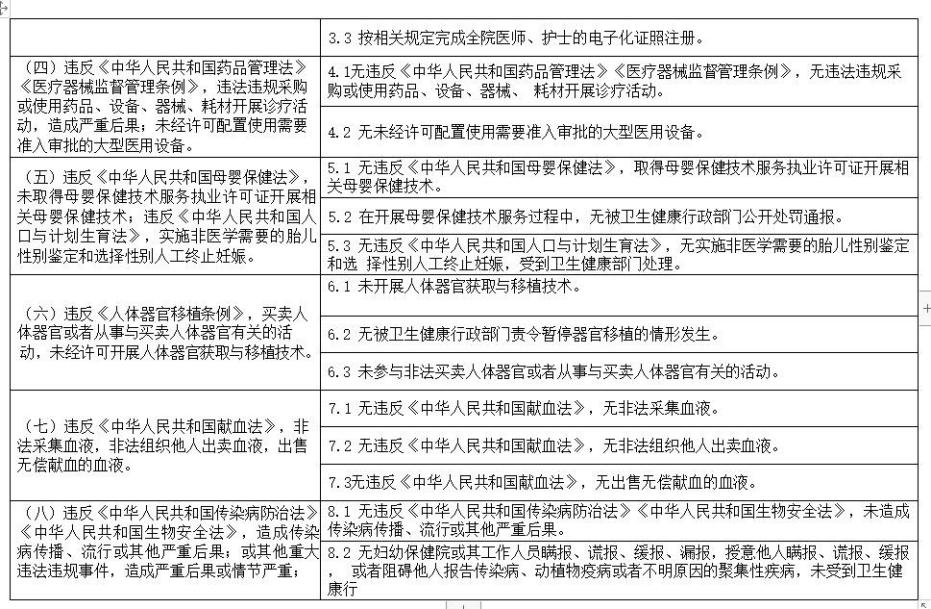 3.3 按相关规定完成全院医师、护士的电子化证照注册。
（四）违反《中华人民共和国药品管理法》
《医疗器械监督管理条例》，违法违规采购
或使用药品、设备、器械、耗材开展诊疗活
动，造成严重后果；未经许可配置使用需要
准入审批的大型医用设备。
4.1无违反《中华人民共和国药品管理法》《医疗器械监督管理条例》，无违法违规采
购或使用药品、设备、器械、 耗材开展诊疗活动。
4.2 无未经许可配置使用需要准入审批的大型医用设备。
（五）违反《中华人民共和国母婴保健法》，
未取得母婴保健技术服务执业许可证开展相
关母婴保健技术；违反《中华人民共和国人
口与计划生育法》，实施非医学需要的胎儿
性别鉴定和选择性别人工终止妊娠。
5.1 无违反《中华人民共和国母婴保健法》，取得母婴保健技术服务执业许可证开展相
关母婴保健技术。
5.2 在开展母婴保健技术服务过程中，无被卫生健康行政部门公开处罚通报。
5.3 无违反《中华人民共和国人口与计划生育法》，无实施非医学需要的胎儿性别鉴定
和选 择性别人工终止妊娠，受到卫生健康部门处理。
（六）违反《人体器官移植条例》，买卖人
体器官或者从事与买卖人体器官有关的活
动，未经许可开展人体器官获取与移植技术。
6.1 未开展人体器官获取与移植技术。
6.2 无被卫生健康行政部门责令暂停器官移植的情形发生。
6.3 未参与非法买卖人体器官或者从事与买卖人体器官有关的活动。
（七）违反《中华人民共和国献血法》，非
法采集血液，非法组织他人出卖血液，出售
无偿献血的血液。
7.1 无违反《中华人民共和国献血法》，无非法采集血液。
7.2 无违反《中华人民共和国献血法》，无非法组织他人出卖血液。
7.3无违反《中华人民共和国献血法》，无出售无偿献血的血液。
（八）违反《中华人民共和国传染病防治法》
《中华人民共和国生物安全法》，造成传染
病传播、流行或其他严重后果；或其他重大
违法违规事件，造成严重后果或情节严重；
8.1 无违反《中华人民共和国传染病防治法》《中华人民共和国生物安全法》，未造成
传染病传播、流行或其他严重后果。
8.2 无妇幼保健院或其工作人员瞒报、谎报、缓报、漏报，授意他人瞒报、谎报、缓报
， 或者阻碍他人报告传染病、动植物疫病或者不明原因的聚集性疾病，未受到卫生健
康行